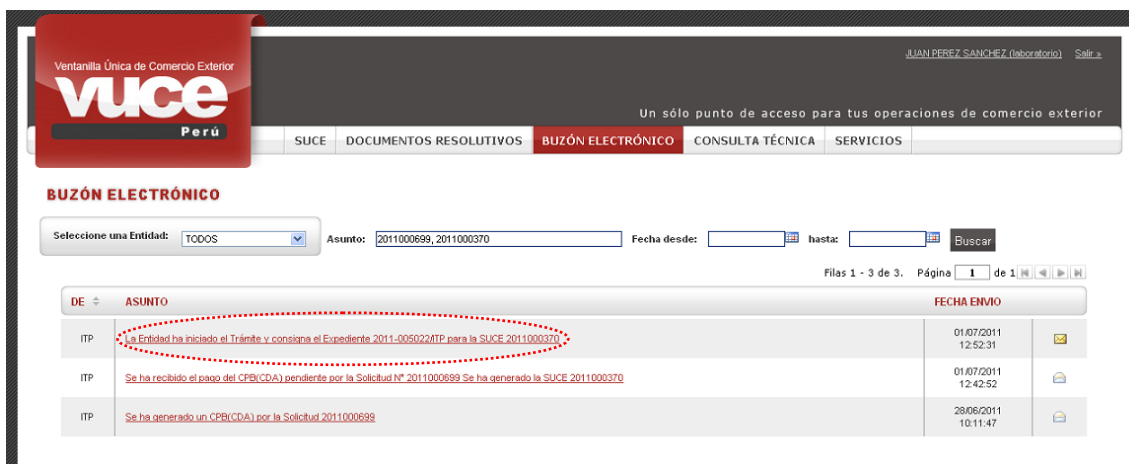 JUAN PEREZ SANCHEZ (laboratorio) Salir »
Ventanilla Única de Comercio Exterior
vuce
Perú
Un sólo punto de acceso para tus operaciones de comercio exterior
SUCE DOCUMENTOS RESOLUTIVOS BUZÓN ELECTRÓNICO CONSULTA TÉCNICA SERVICIOS
BUZÓN ELECTRÓNICO
Seleccione una Entidad: TODOS Asunto: 2011000699, 2011000370 Fecha desde: hasta: Buscar
Filas 1 - 3 de 3. Página 1 de 1
DE ASUNTO FECHA ENVIO
ITP La Entidad ha iniciado el Trámite y consigna el Expediente 2011-005022/ITP para la SUCE 2011000370 01/07/2011 12:52:31
ITP Se ha recibido el pago del CPB(CDA) pendiente por la Solicitud N° 2011000699 Se ha generado la SUCE 2011000370 01/07/2011 12:42:52
ITP Se ha generado un CPB(CDA) por la Solicitud 2011000699 28/06/2011 10:11:47